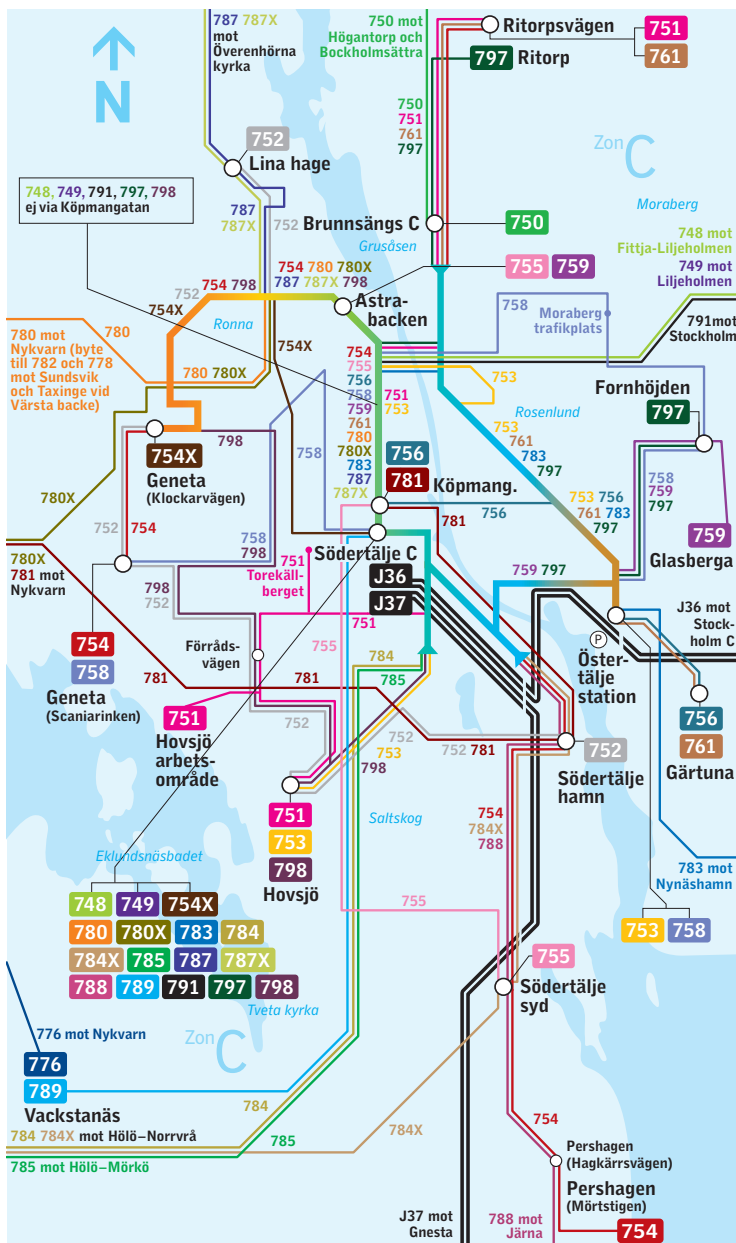 787 787X
mot
Överenhörna
kyrka
750 mot
Högantorp och
Bockholmsättra
Ritorpsvägen
751
761
797 Ritorp
N
750
751
761
797
Zon
C
752
Lina hage
748, 749, 791, 797, 798
ej via Köpmangatan
787
787X
752
Moraberg
Brunnsängs C
750
Grusåsen
748 mot
Fittja-Liljeholmen
749 mot
Liljeholmen
754 780 780X
787 787X 798
755 759
752
754 798
754X
Astra-
backen
758
Moraberg
trafikplats
791mot
Stockholm
Ronna
780 mot
Nykvarn (byte
till 782 och 778
mot Sundsvik
och Taxinge vid
Värsta backe)
780
754X
780 780X
754
755
756
758
759
761
780
780X
783
787
787X
751
753
753
Fornhöjden
797
Rosenlund
753
761
783
797
798
754X
Geneta
(Klockarvägen)
758
756
781
Köpmang.
756
781
753 756
761 783
797
758
759
797
759
Glasberga
780X
752
754
758
798
Södertälje C
780X
781 mot
Nykvarn
751
Torekäll-
berget
J36
J37
759 797
J36 mot
Stock-
holm C
798
752
751
755
P
Öster-
tälje
station
754
758
Geneta
(Scaniarinken)
Förråds-
vägen
784
785
781
781
756
761
Gärtuna
751
Hovsjö
arbets-
område
752
752
753
798
752 781
752
Södertälje
hamn
751
753
798
Hovsjö
Saltskog
754
784X
788
783 mot
Nynäshamn
Eklundsnäsbadet
748 749 754X
780 780X 783 784
784X 785 787 787X
788 789 791 797 798
755
753 758
755
Södertälje
syd
Tveta kyrka
776 mot Nykvarn
Zon
C
776
789
Vackstanäs
784
784 784X mot Hölö–Norrvrå
785
785 mot Hölö–Mörkö
784X
754
Pershagen
(Hagkärrsvägen)
Pershagen
(Mörtstigen)
754
J37 mot
Gnesta
788 mot
Järna